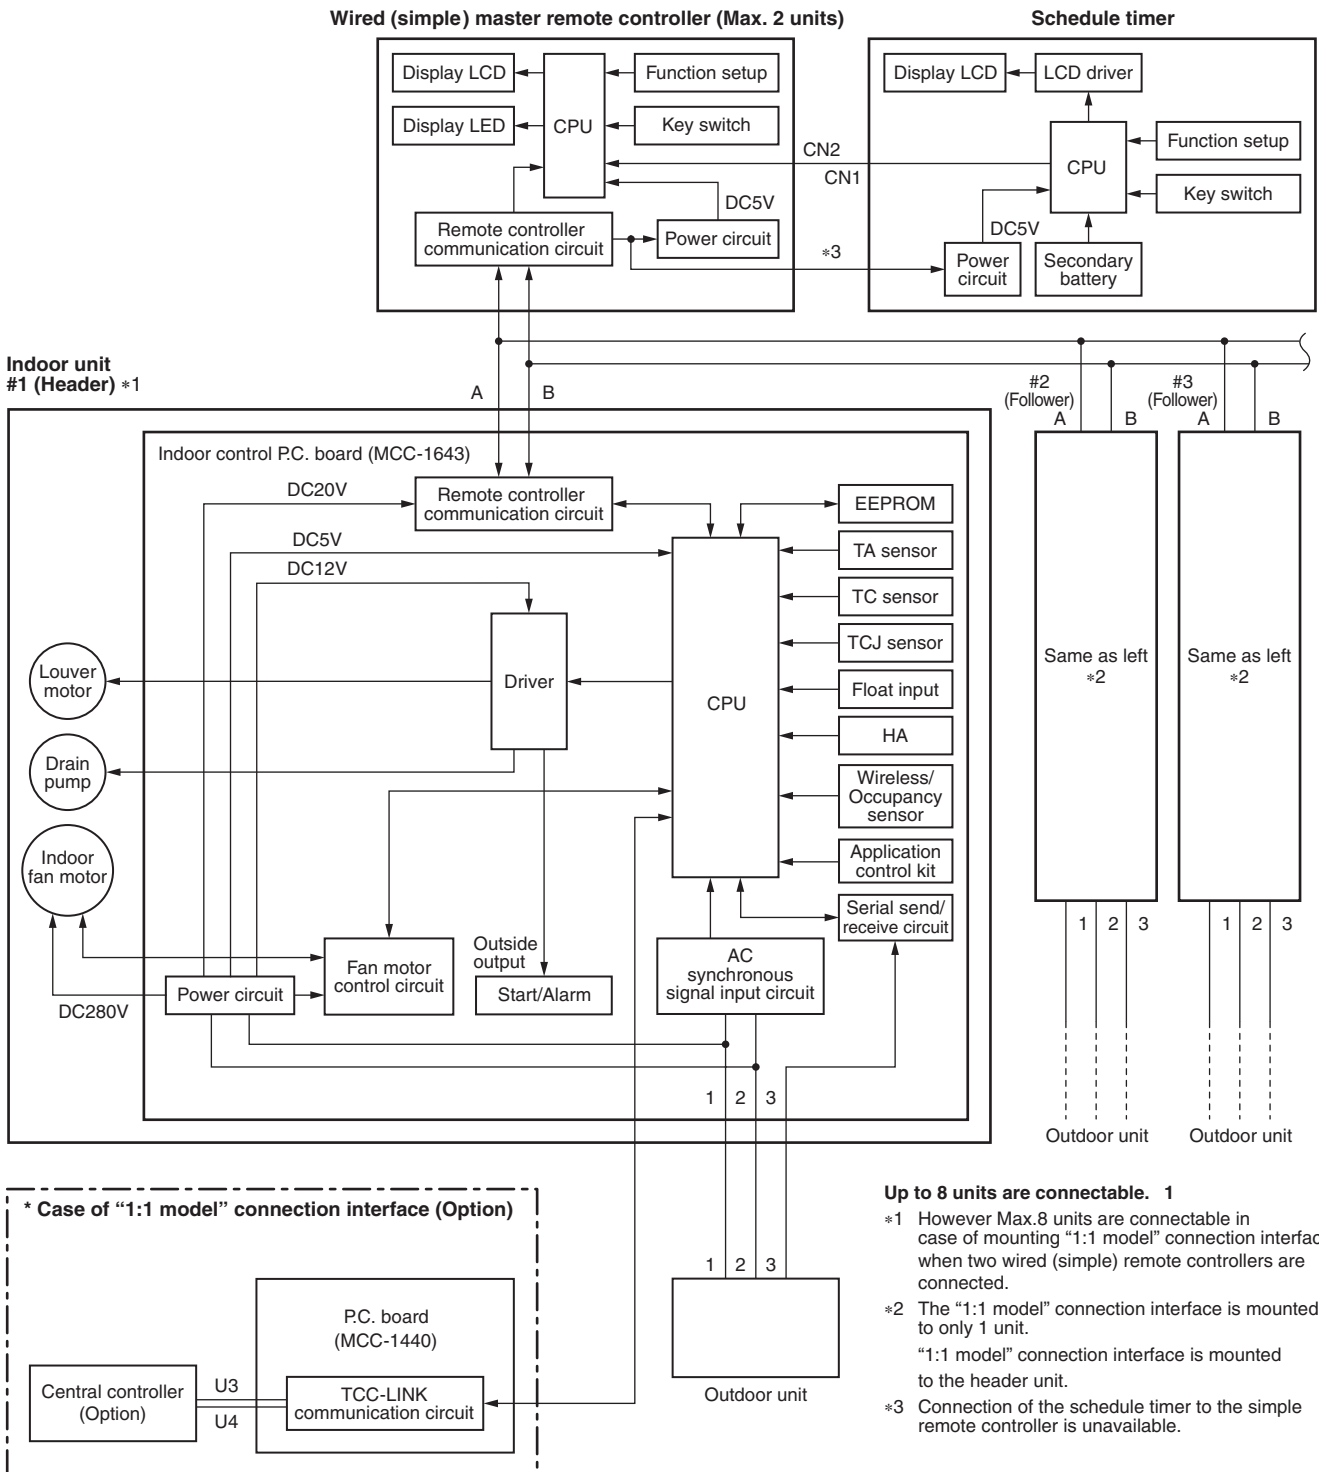 Wired (simple) master remote controller (Max. 2 units)
Schedule timer
Display LCD
Function setup
Display LED
CPU
Key switch
DC5V
Remote controller
communication circuit
Power circuit
CN2
CN1
∗3
Display LCD
LCD driver
CPU
Function setup
Key switch
DC5V
Power
circuit
Secondary
battery
Indoor unit
#1 (Header) ∗1
A
B
#2
(Follower)
A
B
#3
(Follower)
A
B
Indoor control P.C. board (MCC-1643)
DC20V
Remote controller
communication circuit
DC5V
DC12V
EEPROM
TA sensor
TC sensor
TCJ sensor
Float input
HA
Wireless/
Occupancy
sensor
Application
control kit
Serial send/
receive circuit
CPU
Driver
Louver
motor
Drain
pump
Indoor
fan motor
DC280V
Power circuit
Fan motor
control circuit
Outside
output
Start/Alarm
AC
synchronous
signal input circuit
1 2 3
Same as left
∗2
Same as left
∗2
1 2 3
1 2 3
Outdoor unit
Outdoor unit
* Case of “1:1 model” connection interface (Option)
P.C. board
(MCC-1440)
Central controller
(Option)
U3
U4
TCC-LINK
communication circuit
1 2 3
Outdoor unit
Up to 8 units are connectable. 1
∗1 However Max.8 units are connectable in
case of mounting “1:1 model” connection interfac
when two wired (simple) remote controllers are
connected.
∗2 The “1:1 model” connection interface is mounted
to only 1 unit.
“1:1 model” connection interface is mounted
to the header unit.
∗3 Connection of the schedule timer to the simple
remote controller is unavailable.